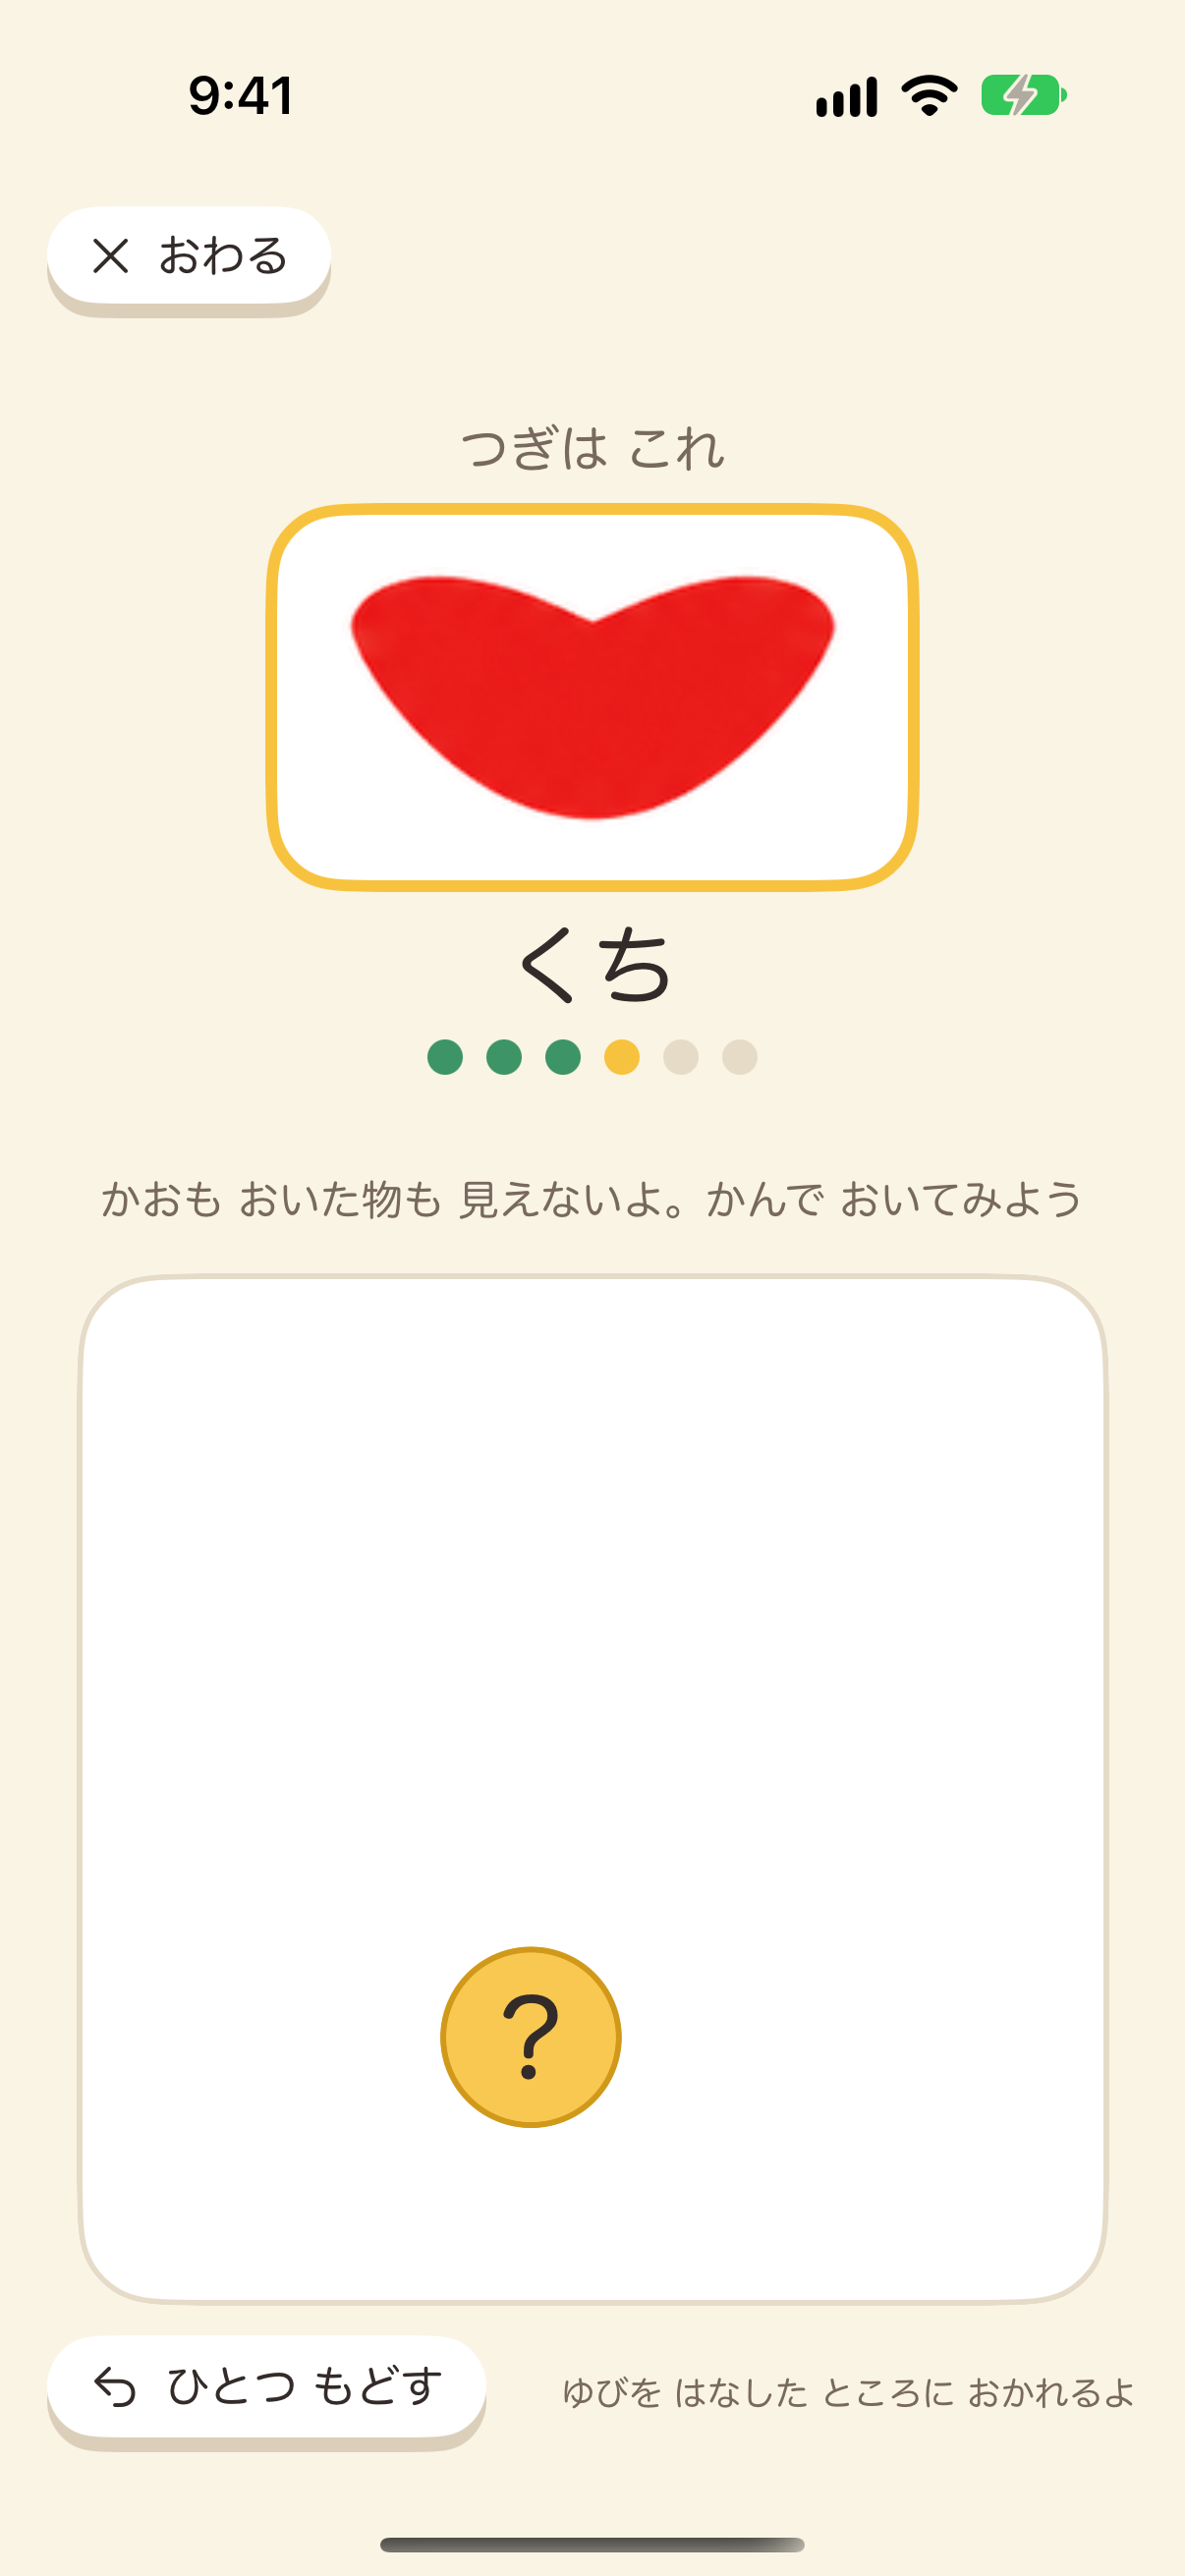 9:41
おわる
つぎは これ
くち
かおも おいた物も 見えないよ。かんで おいてみよう
?
ひとつ もどす
ゆびを はなした ところに おかれるよ